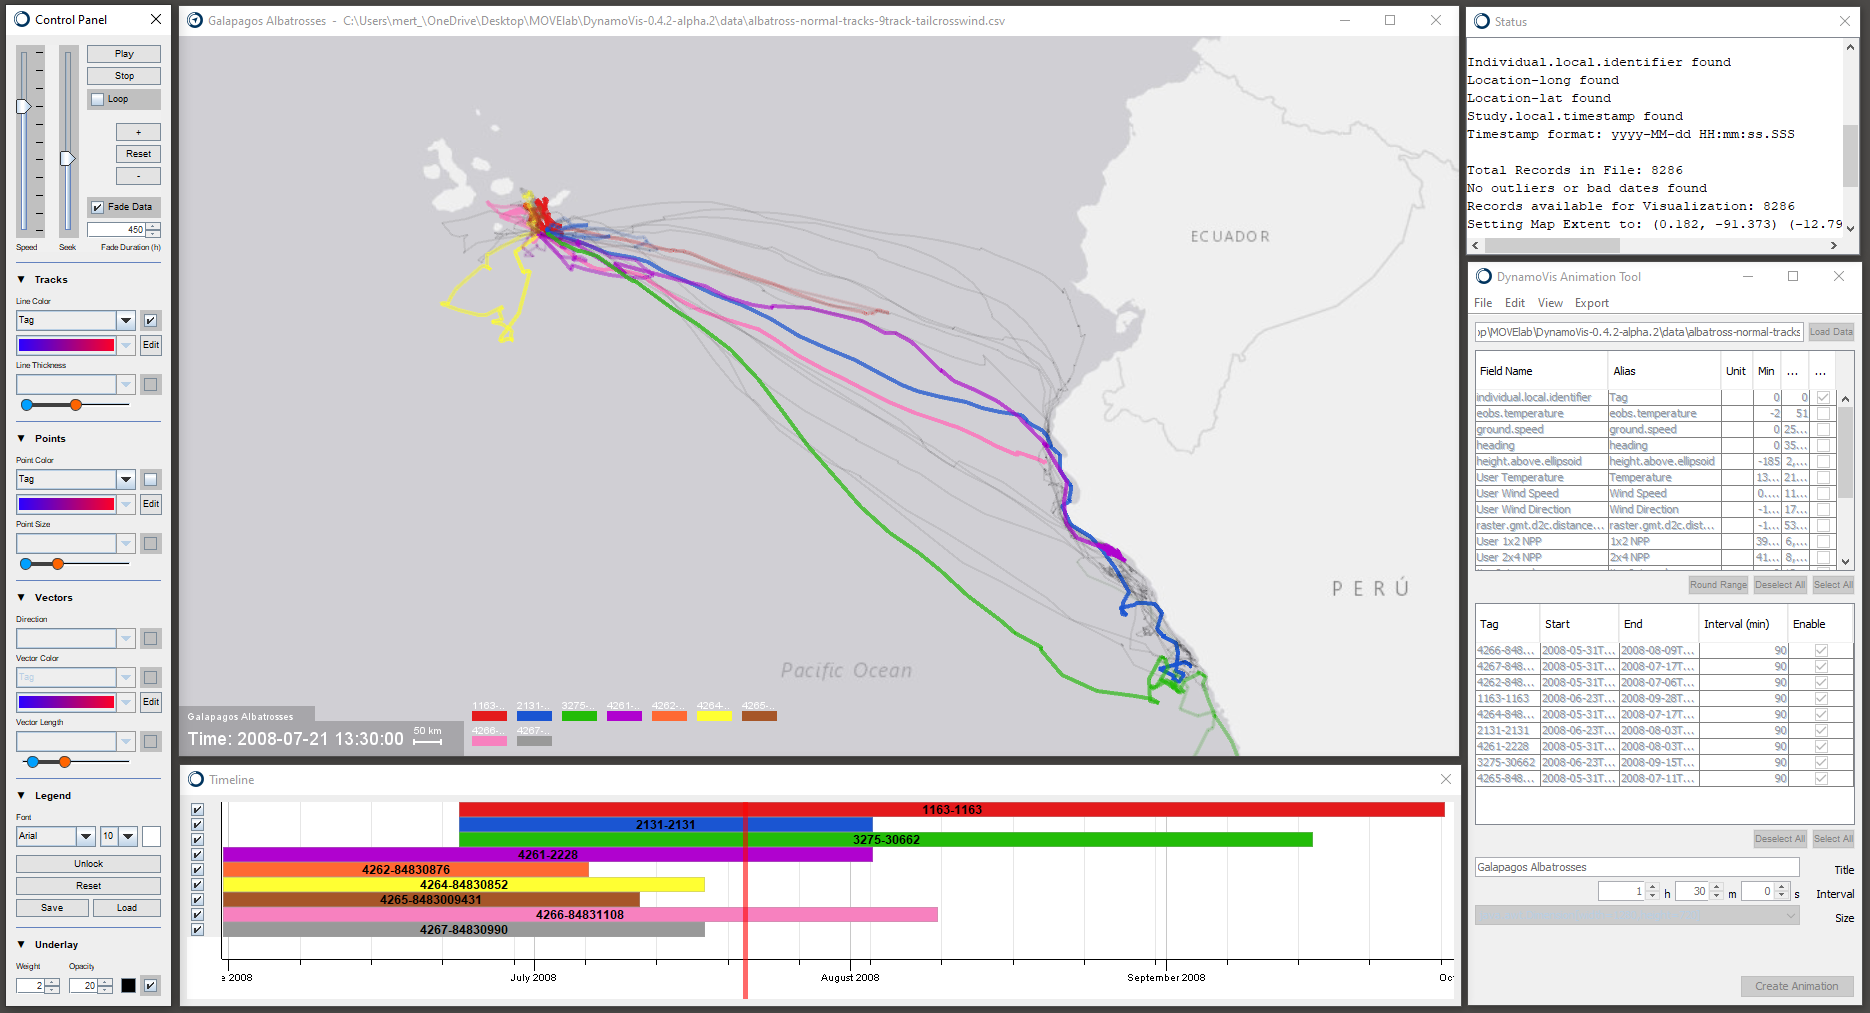 Control Panel
Play
Stop
Loop
+
Reset
-
Fade Data
450
Speed
Seek
Fade Duration (h)
Tracks
Line Color
Tag
Edit
Line Thickness
Points
Point Color
Tag
Edit
Point Size
Vectors
Direction
Vector Color
Tag
Edit
Vector Length
Legend
Font
Arial
10
Unlock
Reset
Save
Load
Underlay
Weight
Opacity
2
20
Galapagos Albatrosses - C:\Users\mert_\OneDrive\Desktop\MOVElab\DynamoVis-0.4.2-alpha.2\data\albatross-normal-tracks-9track-tailcrosswind.csv
ECUADOR
PERÚ
Pacific Ocean
Galapagos Albatrosses
Time: 2008-07-21 13:30:00
50 km
1163-..
2131-..
3275-..
4261-..
4262-..
4264-..
4265-..
4266-..
4267-..
Timeline
1163-1163
2131-2131
3275-30662
4261-2228
4262-84830876
4264-84830852
4265-8483009431
4266-84831108
4267-84830990
e 2008
July 2008
August 2008
September 2008
Oc
Status
Individual.local.identifier found
Location-long found
Location-lat found
Study.local.timestamp found
Timestamp format: yyyy-MM-dd HH:mm:ss.SSS
Total Records in File: 8286
No outliers or bad dates found
Records available for Visualization: 8286
Setting Map Extent to: (0.182, -91.373) (-12.79
DynamoVis Animation Tool
File Edit View Export
op\MOVElab\DynamoVis-0.4.2-alpha.2\data\albatross-normal-tracks
Load Data
Field Name Alias Unit Min ... ...
individual.local.identifier Tag 0 0
eobs.temperature eobs.temperature -2 51
ground.speed ground.speed 0 25...
heading heading 0 35...
height.above.ellipsoid height.above.ellipsoid -185 2,...
User Temperature Temperature 13... 21...
User Wind Speed Wind Speed 0.... 11...
User Wind Direction Wind Direction -1... 17...
raster.gmt.d2c.distance... raster.gmt.d2c.dist... -1... 53...
User 1x2 NPP 1x2 NPP 39... 6,...
User 2x4 NPP 2x4 NPP 41... 8,...
Round Range Deselect All Select All
Tag Start End Interval (min) Enable
4266-848... 2008-05-31T... 2008-08-09T... 90
4267-848... 2008-05-31T... 2008-07-17T... 90
4262-848... 2008-05-31T... 2008-07-06T... 90
1163-1163 2008-06-23T... 2008-09-28T... 90
4264-848... 2008-05-31T... 2008-07-17T... 90
2131-2131 2008-06-23T... 2008-08-03T... 90
4261-2228 2008-05-31T... 2008-08-03T... 90
3275-30662 2008-06-23T... 2008-09-15T... 90
4265-848... 2008-05-31T... 2008-07-11T... 90
Deselect All Select All
Galapagos Albatrosses Title
1 h 30 m 0 s Interval
Size
Create Animation